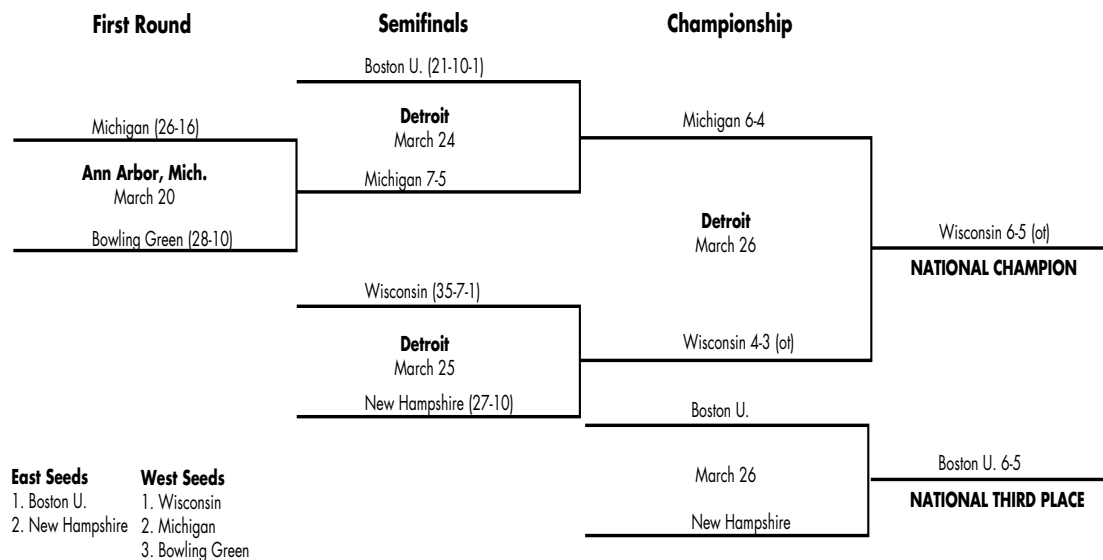 First Round
Semifinals
Championship
Boston U. (21-10-1)
Detroit
March 24
Michigan 7-5
Michigan (26-16)
Ann Arbor, Mich.
March 20
Bowling Green (28-10)
Michigan 6-4
Detroit
March 26
Wisconsin 6-5 (ot)
NATIONAL CHAMPION
Wisconsin (35-7-1)
Detroit
March 25
New Hampshire (27-10)
Wisconsin 4-3 (ot)
Boston U.
March 26
New Hampshire
Boston U. 6-5
NATIONAL THIRD PLACE
East Seeds
1. Boston U.
2. New Hampshire
West Seeds
1. Wisconsin
2. Michigan
3. Bowling Green